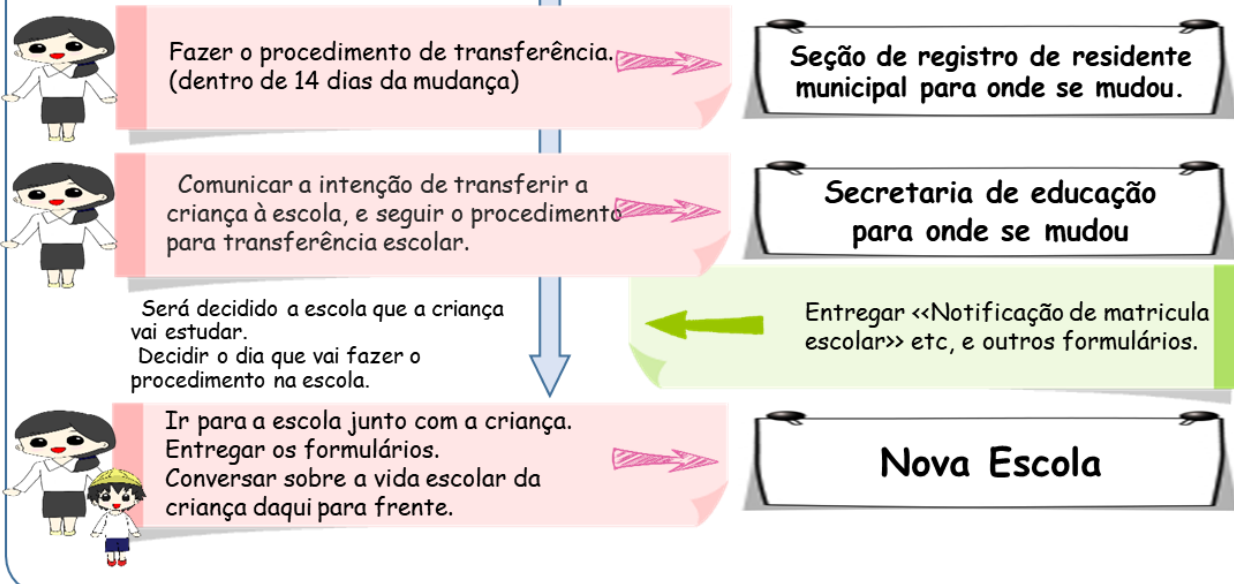 Fazer o procedimento de transferência.
(dentro de 14 dias da mudança)
Seção de registro de residente
municipal para onde se mudou.
Comunicar a intenção de transferir a
criança à escola, e seguir o procedimento
para transferência escolar.
Secretaria de educação
para onde se mudou
Será decidido a escola que a criança
vai estudar.
Decidir o dia que vai fazer o
procedimento na escola.
Entregar <<Notificação de matricula
escolar>> etc, e outros formulários.
Ir para a escola junto com a criança.
Entregar os formulários.
Conversar sobre a vida escolar da
criança daqui para frente.
Nova Escola